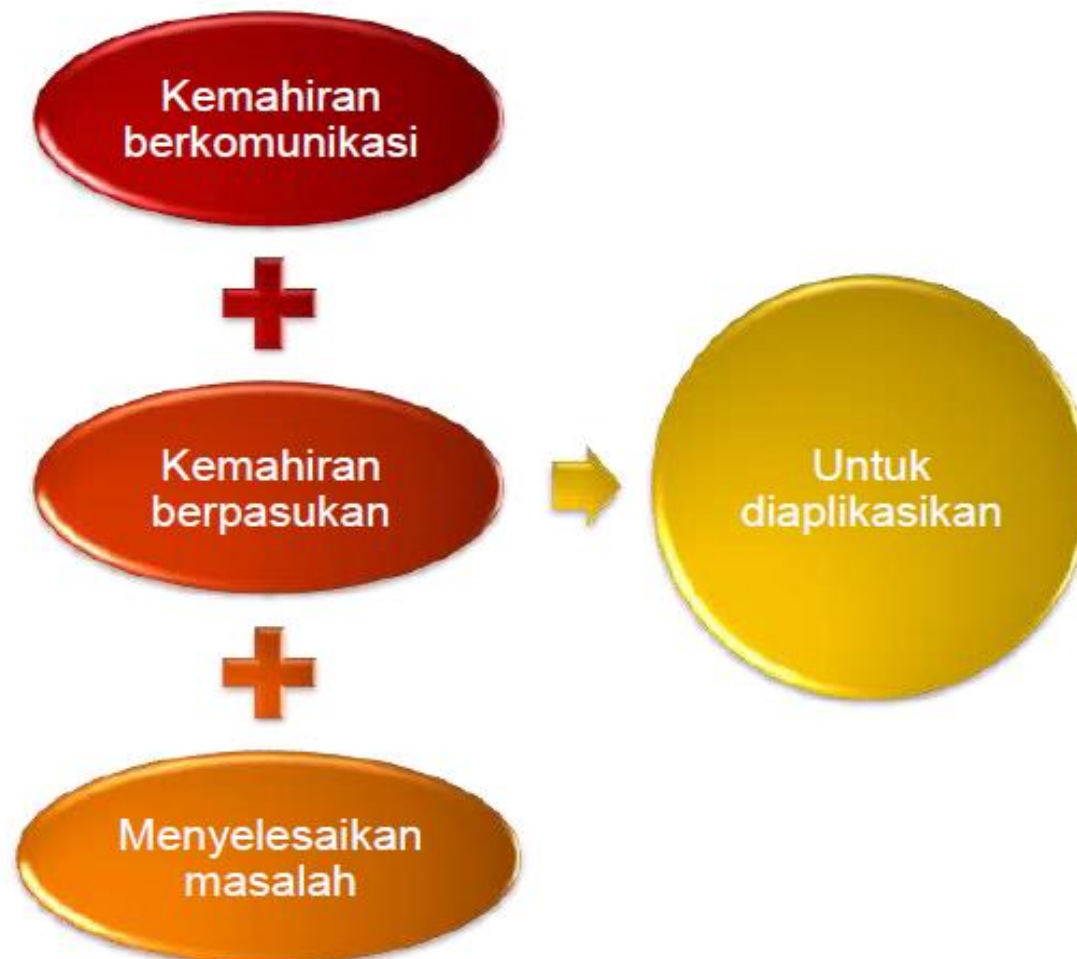 Kemahiran
berkomunikasi
Kemahiran
berpasukan
Menyelesaikan
masalah
Untuk
diaplikasikan